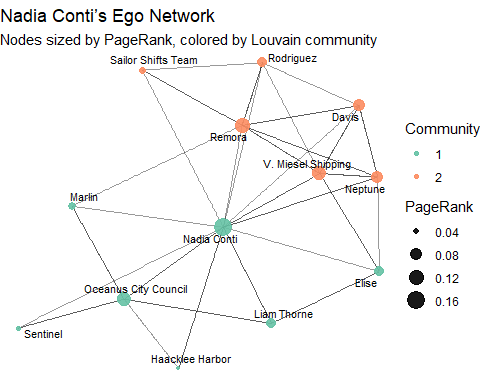 Nadia Conti's Ego Network
Nodes sized by PageRank, colored by Louvain community
Sailor Shifts Team
Rodriguez
Davis
Remora
V. Miesel Shipping
Neptune
Marlin
Nadia Conti
Elise
Oceanus City Council
Liam Thorne
Sentinel
Haacklee Harbor
Community
1
2
PageRank
0.04
0.08
0.12
0.16